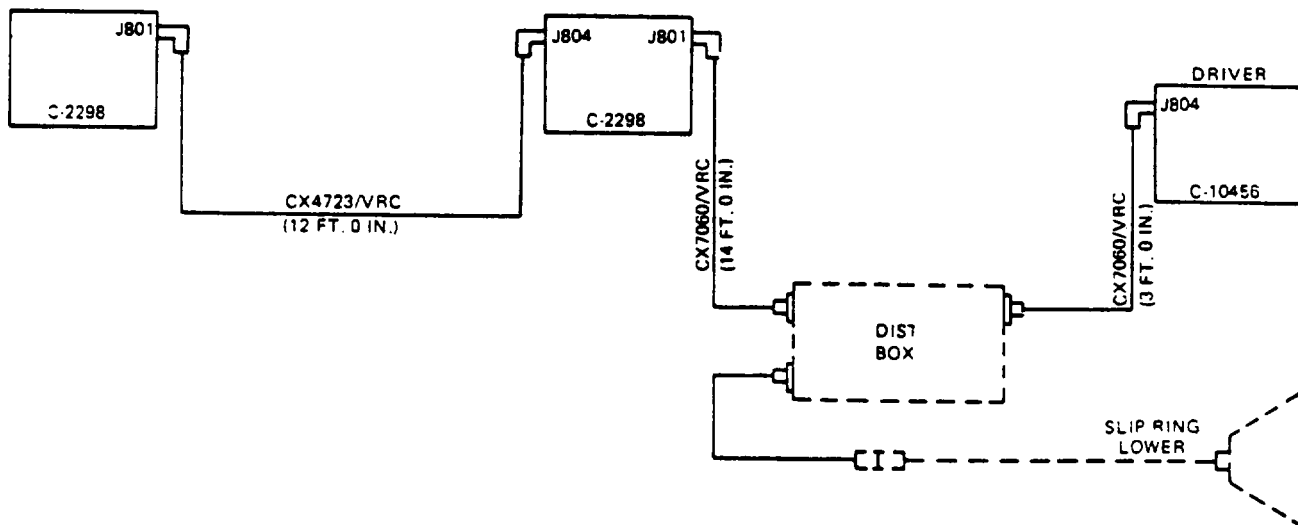 J801
C-2298
CX4723/VRC
(12 FT. 0 IN.)
J804
J801
C-2298
CX7060/VRC
(14 FT. 0 IN.)
DRIVER
J804
C-10456
CX7060/VRC
(3 FT. 0 IN.)
DIST
BOX
SLIP RING
LOWER